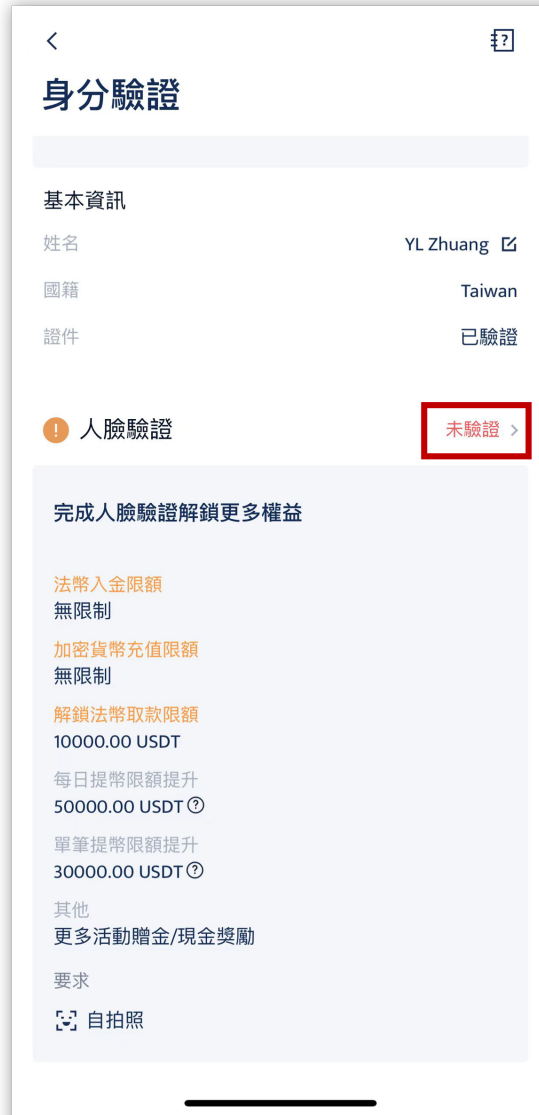 身分驗證
基本資訊
姓名 YL Zhuang
國籍 Taiwan
證件 已驗證
人臉驗證 未驗證
完成人臉驗證解鎖更多權益
法幣入金限額
無限制
加密貨幣充值限額
無限制
解鎖法幣取款限額
10000.00 USDT
每日提幣限額提升
50000.00 USDT
單筆提幣限額提升
30000.00 USDT
其他
更多活動贈金/現金獎勵
要求
自拍照